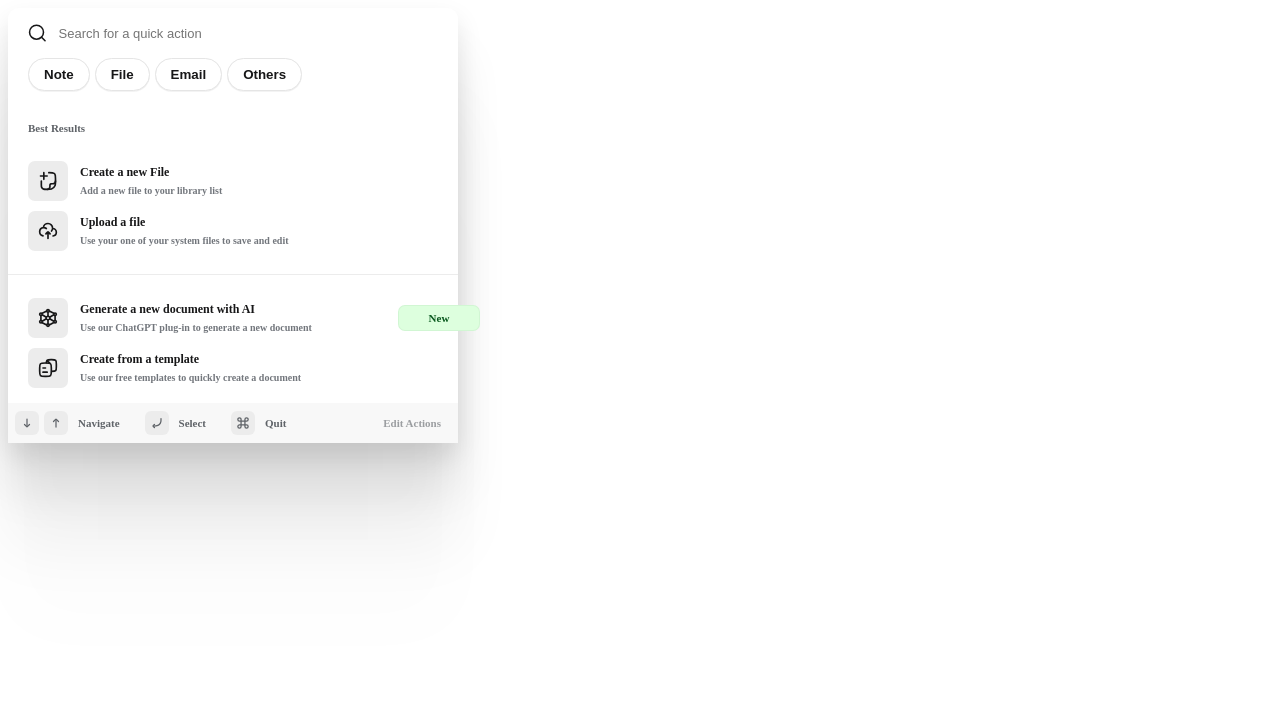 Search for a quick action
Note File Email Others
Best Results
Create a new File
Add a new file to your library list
Upload a file
Use your one of your system files to save and edit
Generate a new document with AI
Use our ChatGPT plug-in to generate a new document
New
Create from a template
Use our free templates to quickly create a document
Navigate Select Quit Edit Actions